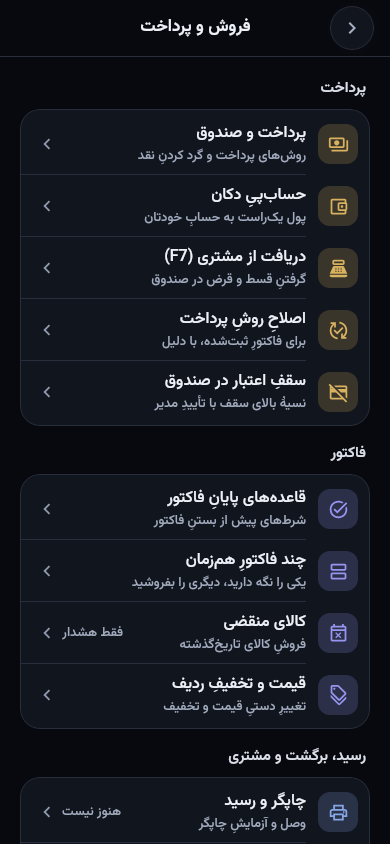 فروش و پرداخت
پرداخت
پرداخت و صندوق
روش‌های پرداخت و گرد کردنِ نقد
حساب‌پیِ دکان
پول یک‌راست به حسابِ خودتان
دریافت از مشتری (F7)
گرفتنِ قسط و قرض در صندوق
اصلاحِ روشِ پرداخت
برای فاکتورِ ثبت‌شده، با دلیل
سقفِ اعتبار در صندوق
نسیهٔ بالای سقف با تأییدِ مدیر
فاکتور
قاعده‌های پایانِ فاکتور
شرط‌های پیش از بستنِ فاکتور
چند فاکتورِ هم‌زمان
یکی را نگه دارید، دیگری را بفروشید
کالای منقضی
فروشِ کالای تاریخ‌گذشته
فقط هشدار
قیمت و تخفیفِ ردیف
تغییرِ دستیِ قیمت و تخفیف
رسید، برگشت و مشتری
چاپگر و رسید
وصل و آزمایشِ چاپگر
هنوز نیست